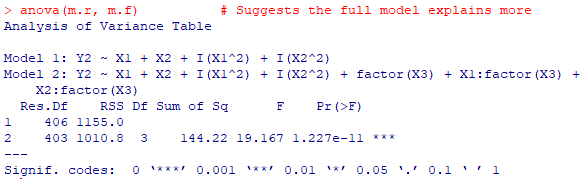 > anova(m.r, m.f)          # Suggests the full model explains more
Analysis of Variance Table

Model 1: Y2 ~ X1 + X2 + I(X1^2) + I(X2^2)
Model 2: Y2 ~ X1 + X2 + I(X1^2) + I(X2^2) + factor(X3) + X1:factor(X3) +
    X2:factor(X3)
  Res.Df    RSS Df Sum of Sq      F    Pr(>F)
1    406 1155.0
2    403 1010.8  3    144.22 19.167 1.227e-11 ***
---
Signif. codes:  0 ‘***’ 0.001 ‘**’ 0.01 ‘*’ 0.05 ‘.’ 0.1 ‘ ’ 1